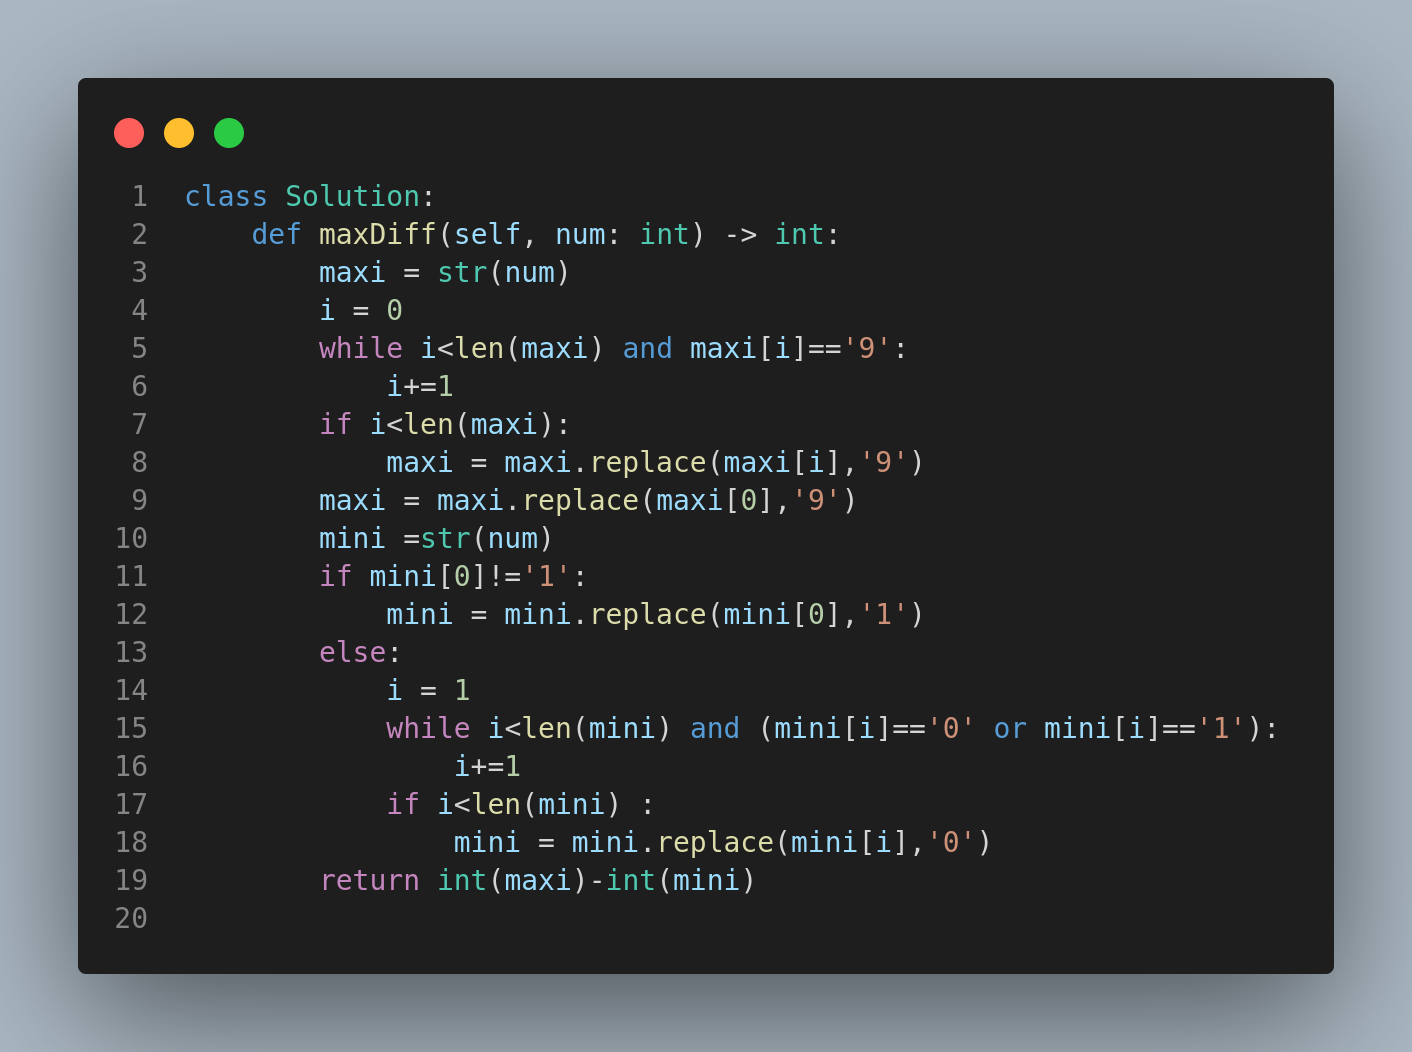 1 class Solution:
2     def maxDiff(self, num: int) -> int:
3         maxi = str(num)
4         i = 0
5         while i<len(maxi) and maxi[i]=='9':
6             i+=1
7         if i<len(maxi):
8             maxi = maxi.replace(maxi[i],'9')
9         maxi = maxi.replace(maxi[0],'9')
10         mini =str(num)
11         if mini[0]!='1':
12             mini = mini.replace(mini[0],'1')
13         else:
14             i = 1
15             while i<len(mini) and (mini[i]=='0' or mini[i]=='1'):
16                 i+=1
17             if i<len(mini) :
18                 mini = mini.replace(mini[i],'0')
19         return int(maxi)-int(mini)
20